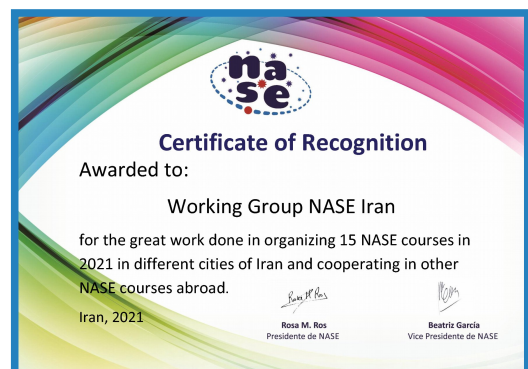 nase
Certificate of Recognition
Awarded to:
Working Group NASE Iran
for the great work done in organizing 15 NASE courses in
2021 in different cities of Iran and cooperating in other
NASE courses abroad.
Iran, 2021
Rosa M. Ros
Rosa M. Ros
Presidente de NASE
Beatriz García
Vice Presidente de NASE